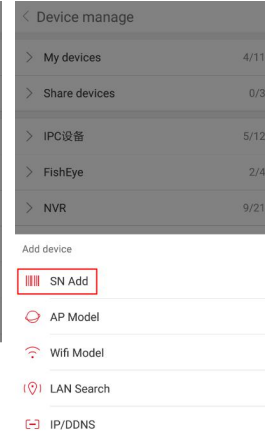 Device manage
My devices 4/11
Share devices 0/3
IPC设备 5/12
FishEye 2/4
NVR 9/21
Add device
SN Add
AP Model
Wifi Model
LAN Search
IP/DDNS